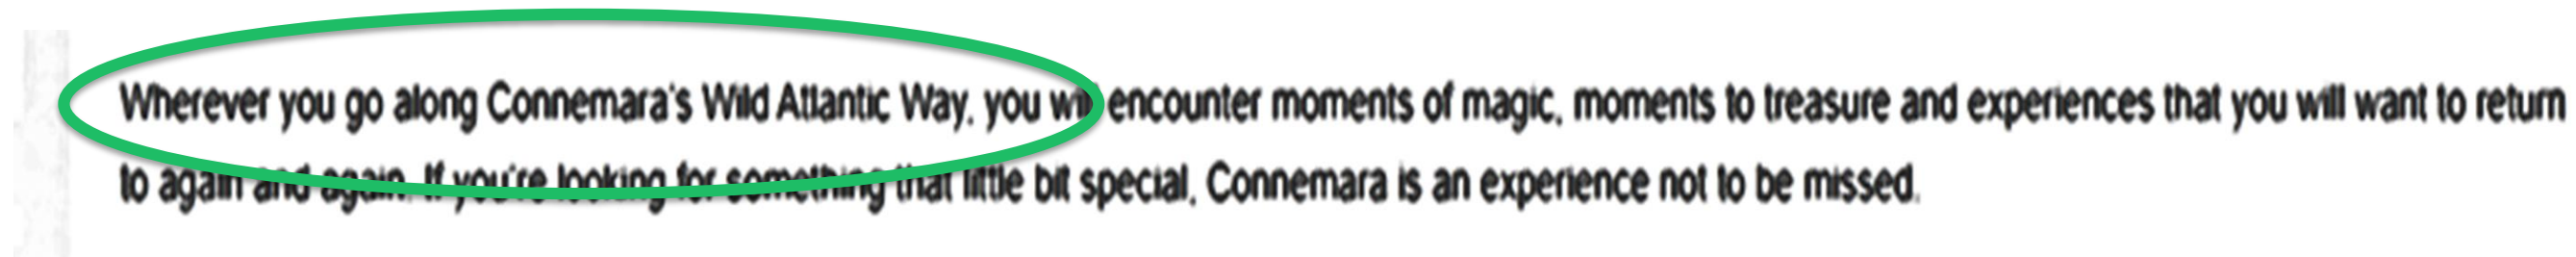 Wherever you go along Connemara's Wild Atlantic Way, you will encounter moments of magic, moments to treasure and experiences that you will want to return
to again and again. If you're looking for something that little bit special, Connemara is an experience not to be missed.